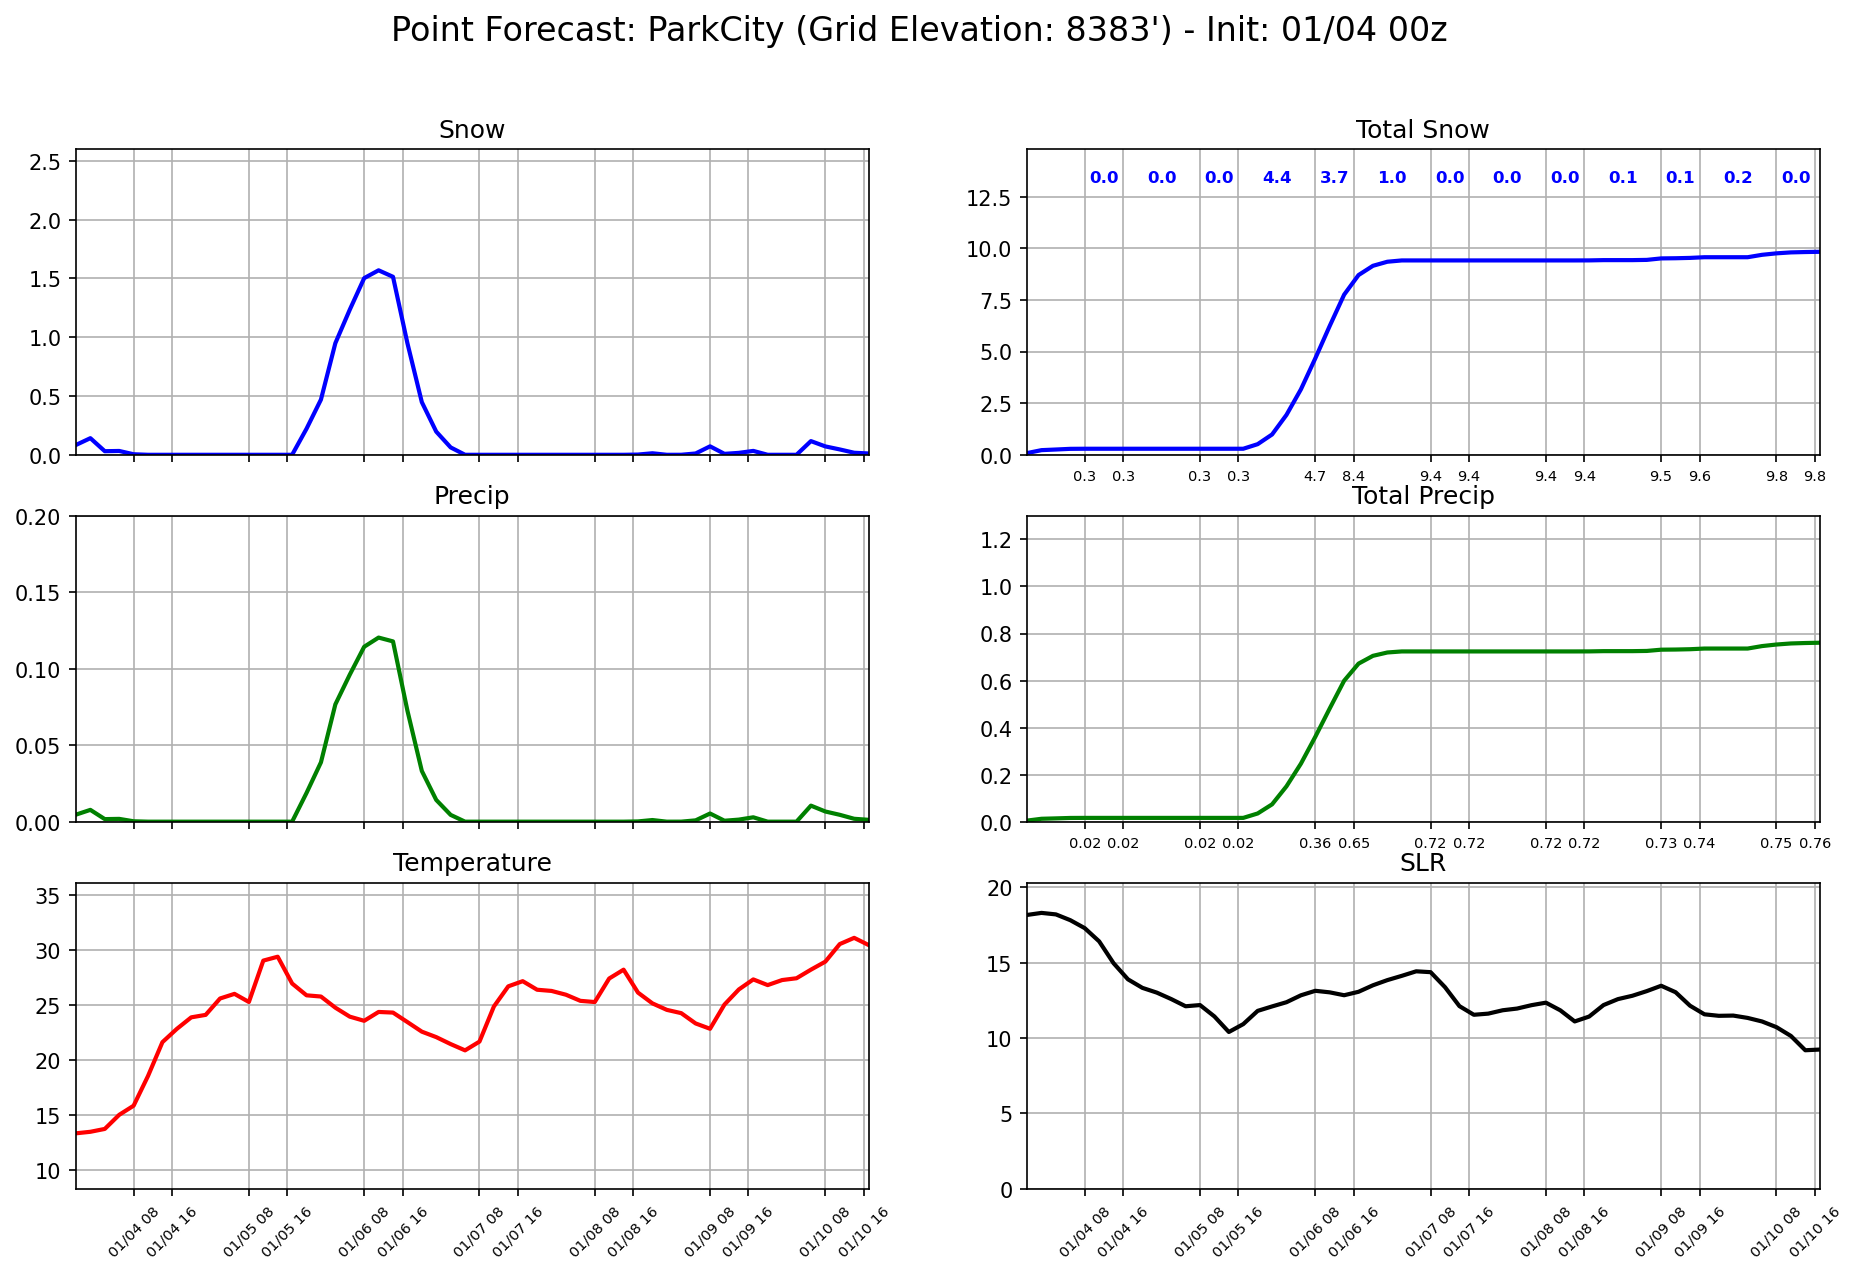 Point Forecast: ParkCity (Grid Elevation: 8383') - Init: 01/04 00z
Snow
2.5
2.0
1.5
1.0
0.5
0.0
Total Snow
0.0 0.0 0.0 4.4 3.7 1.0 0.0 0.0 0.0 0.1 0.1 0.2 0.0
12.5
10.0
7.5
5.0
2.5
0.0
0.3 0.3 0.3 0.3 4.7 8.4 9.4 9.4 9.4 9.4 9.5 9.6 9.8 9.8
Precip
0.20
0.15
0.10
0.05
0.00
Total Precip
1.2
1.0
0.8
0.6
0.4
0.2
0.0
0.02 0.02 0.02 0.02 0.36 0.65 0.72 0.72 0.72 0.72 0.73 0.74 0.75 0.76
Temperature
35
30
25
20
15
10
01/04 08 01/04 16 01/05 08 01/05 16 01/06 08 01/06 16 01/07 08 01/07 16 01/08 08 01/08 16 01/09 08 01/09 16 01/10 08 01/10 16
SLR
20
15
10
5
0
01/04 08 01/04 16 01/05 08 01/05 16 01/06 08 01/06 16 01/07 08 01/07 16 01/08 08 01/08 16 01/09 08 01/09 16 01/10 08 01/10 16